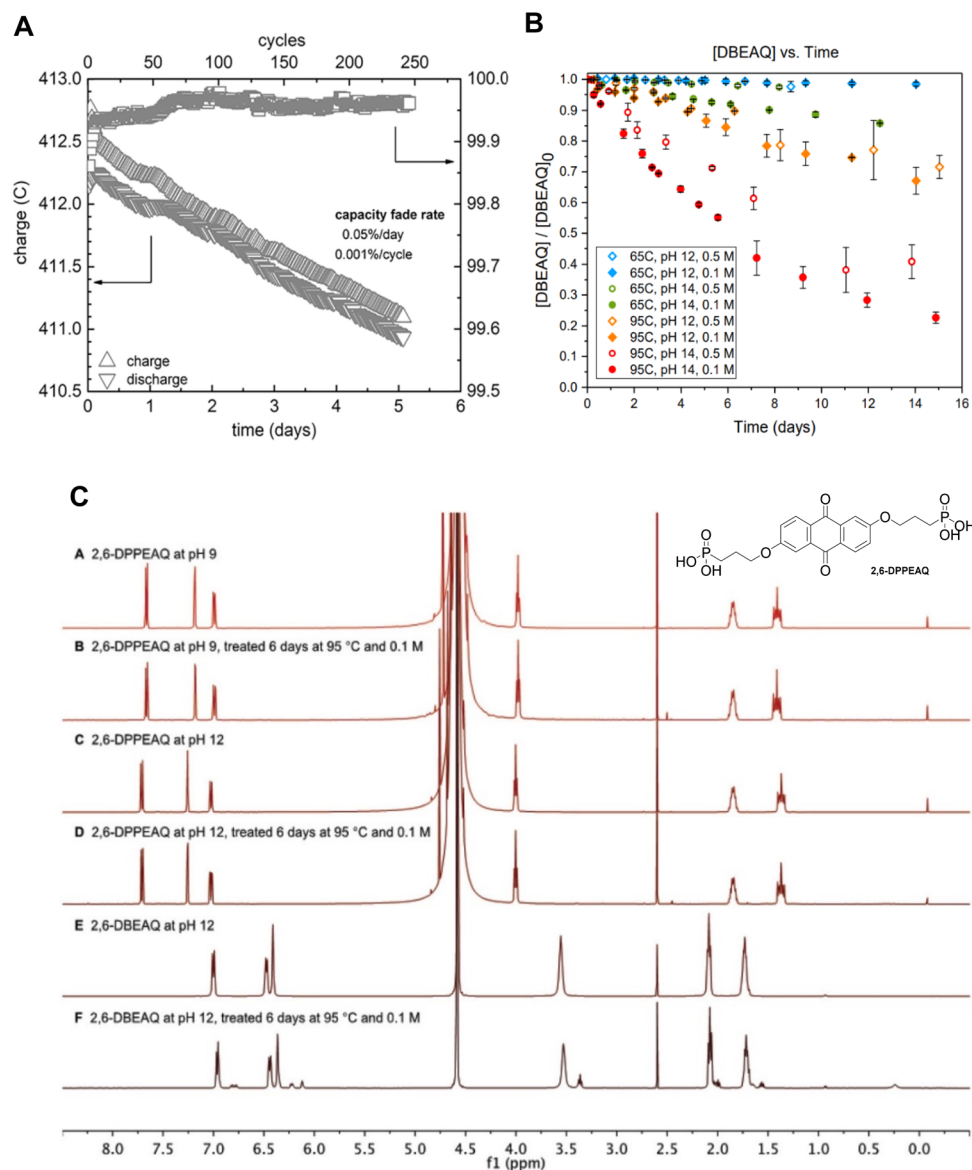 A
cycles
0 50 100 150 200 250
413.0
412.5
412.0
411.5
411.0
410.5
charge (C)
100.0
99.9
99.8
99.7
99.6
99.5
capacity fade rate
0.05%/day
0.001%/cycle
charge
discharge
0 1 2 3 4 5 6
time (days)
B
[DBEAQ] vs. Time
1.0
0.9
0.8
0.7
0.6
0.5
0.4
0.3
0.2
0.1
0.0
[DBEAQ] / [DBEAQ]0
65C, pH 12, 0.5 M
65C, pH 12, 0.1 M
65C, pH 14, 0.5 M
65C, pH 14, 0.1 M
95C, pH 12, 0.5 M
95C, pH 12, 0.1 M
95C, pH 14, 0.5 M
95C, pH 14, 0.1 M
0 2 4 6 8 10 12 14 16
Time (days)
C
O
O
O
O
O
P
OH
OH
HO
P
OH
O
2,6-DPPEAQ
A 2,6-DPPEAQ at pH 9
B 2,6-DPPEAQ at pH 9, treated 6 days at 95 °C and 0.1 M
C 2,6-DPPEAQ at pH 12
D 2,6-DPPEAQ at pH 12, treated 6 days at 95 °C and 0.1 M
E 2,6-DBEAQ at pH 12
F 2,6-DBEAQ at pH 12, treated 6 days at 95 °C and 0.1 M
8.0 7.5 7.0 6.5 6.0 5.5 5.0 4.5 4.0 3.5 3.0 2.5 2.0 1.5 1.0 0.5 0.0
f1 (ppm)